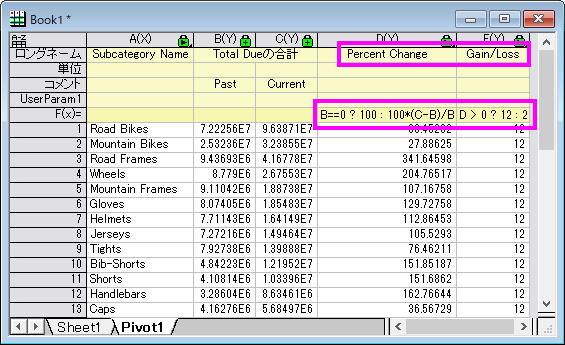 Book1 *
A(X) B(Y) C(Y) D(Y) E(Y)
ロングネーム Subcategory Name Total Dueの合計 Percent Change Gain/Loss
単位
コメント Past Current
UserParam1
F(x)= B==0 ? 100 : 100*(C-B)/B D > 0 ? 12 : 2
1 Road Bikes 7.22256E7 9.63871E7 12
2 Mountain Bikes 2.53236E7 3.23855E7 27.88625 12
3 Road Frames 9.43693E6 4.16778E7 341.64598 12
4 Wheels 8.779E6 2.67553E7 204.76517 12
5 Mountain Frames 9.11042E6 1.88738E7 107.16758 12
6 Gloves 8.07405E6 1.85483E7 129.72758 12
7 Helmets 7.71143E6 1.64149E7 112.86453 12
8 Jerseys 7.27216E6 1.49464E7 105.5293 12
9 Tights 7.92738E6 1.39888E7 76.46211 12
10 Bib-Shorts 4.84223E6 1.21952E7 151.85187 12
11 Shorts 4.10814E6 1.03396E7 151.6862 12
12 Handlebars 3.28604E6 8.63461E6 162.76644 12
13 Caps 4.16276E6 5.68497E6 36.56729 12
Sheet1 Pivot1